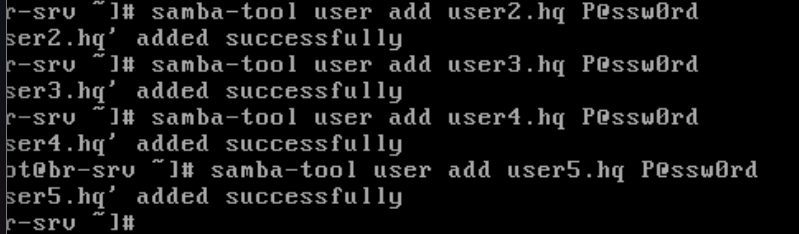 r-srv ~]# samba-tool user add user2.hq P@ssw0rd
ser2.hq' added successfully
r-srv ~]# samba-tool user add user3.hq P@ssw0rd
ser3.hq' added successfully
r-srv ~]# samba-tool user add user4.hq P@ssw0rd
ser4.hq' added successfully
ot@br-srv ~]# samba-tool user add user5.hq P@ssw0rd
ser5.hq' added successfully
r-srv ~]#